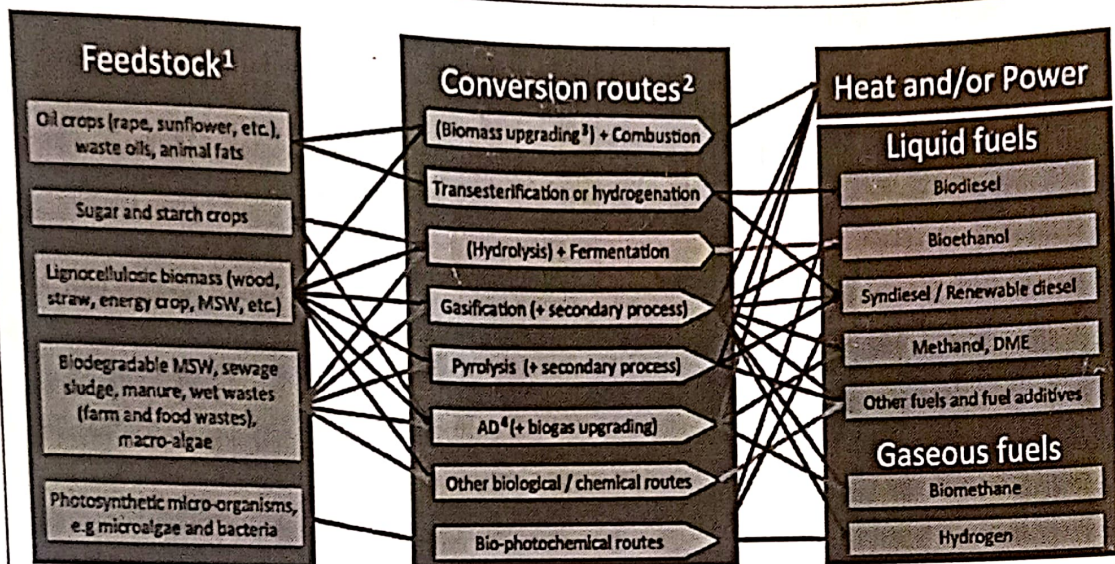 Feedstock¹
Oil crops (rape, sunflower, etc.),
waste oils, animal fats
Sugar and starch crops
Lignocellulosic biomass (wood,
straw, energy crop, MSW, etc.)
Biodegradable MSW, sewage
sludge, manure, wet wastes
(farm and food wastes),
macro-algae
Photosynthetic micro-organisms,
e.g microalgae and bacteria
Conversion routes²
(Biomass upgrading³) + Combustion
Transesterification or hydrogenation
(Hydrolysis) + Fermentation
Gasification (+ secondary process)
Pyrolysis (+ secondary process)
AD⁴ (+ biogas upgrading)
Other biological / chemical routes
Bio-photochemical routes
Heat and/or Power
Liquid fuels
Biodiesel
Bioethanol
Syndiesel / Renewable diesel
Methanol, DME
Other fuels and fuel additives
Gaseous fuels
Biomethane
Hydrogen